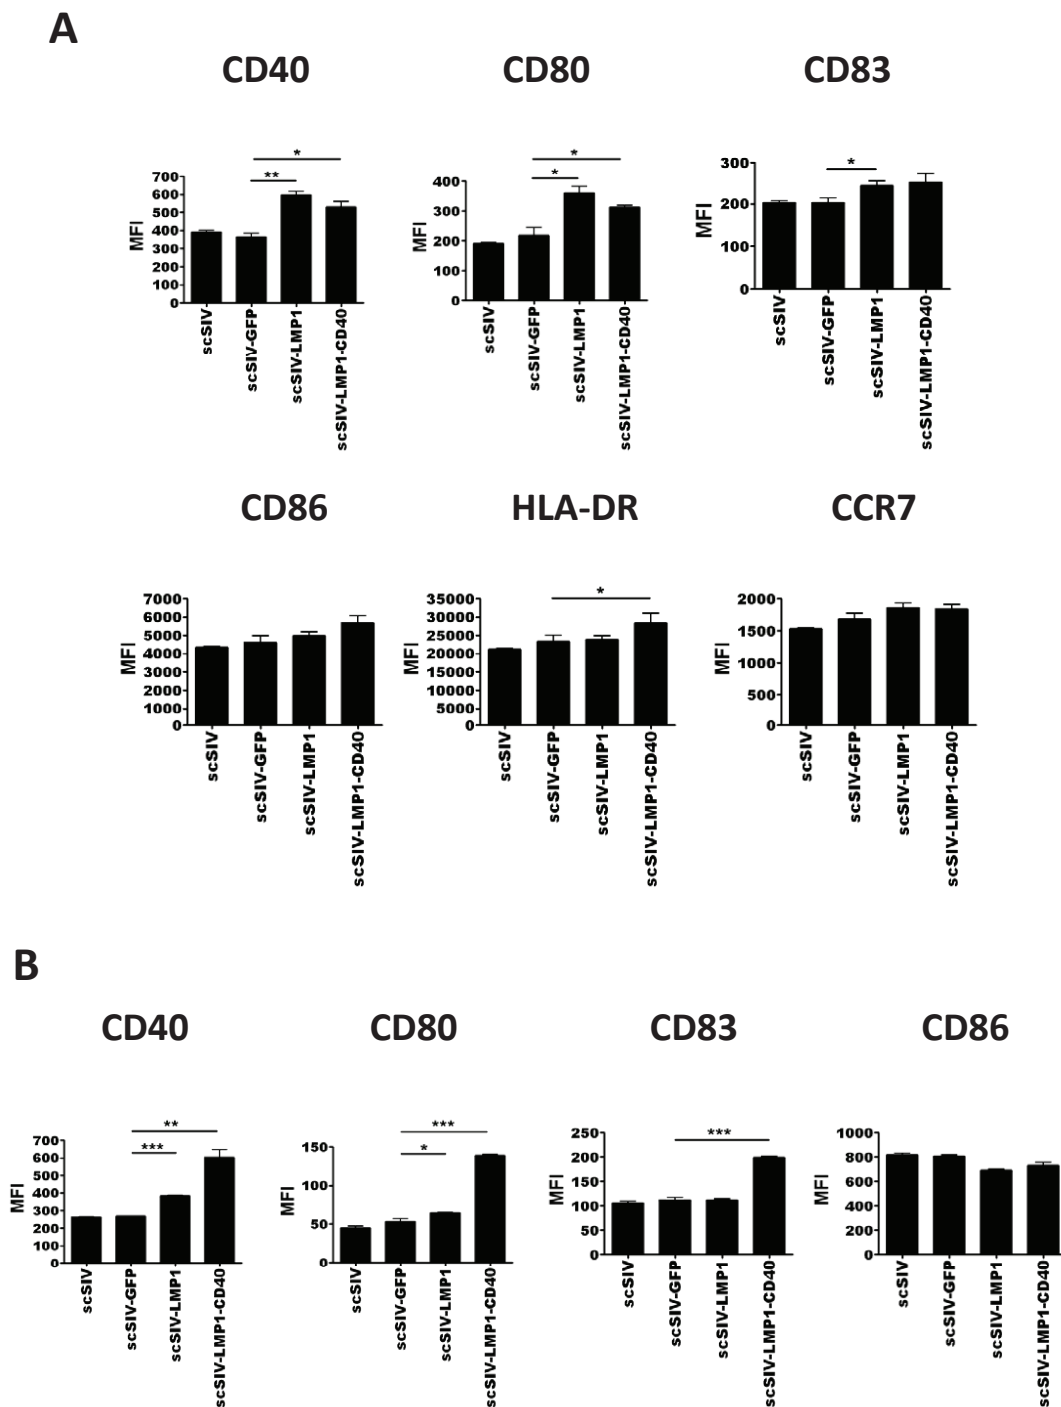 A
CD40 CD80 CD83
* * *
** *
MFI 700 600 500 400 300 200 100 0
MFI 400 300 200 100 0
MFI 300 200 100 0
scSIV scSIV-GFP scSIV-LMP1 scSIV-LMP1-CD40
scSIV scSIV-GFP scSIV-LMP1 scSIV-LMP1-CD40
scSIV scSIV-GFP scSIV-LMP1 scSIV-LMP1-CD40
CD86 HLA-DR CCR7
*
MFI 7000 6000 5000 4000 3000 2000 1000 0
MFI 35000 30000 25000 20000 15000 10000 5000 0
MFI 2000 1500 1000 500 0
scSIV scSIV-GFP scSIV-LMP1 scSIV-LMP1-CD40
scSIV scSIV-GFP scSIV-LMP1 scSIV-LMP1-CD40
scSIV scSIV-GFP scSIV-LMP1 scSIV-LMP1-CD40
B
CD40 CD80 CD83 CD86
** *** ***
*** *
MFI 700 600 500 400 300 200 100 0
MFI 150 100 50 0
MFI 250 200 150 100 50 0
MFI 1000 800 600 400 200 0
scSIV scSIV-GFP scSIV-LMP1 scSIV-LMP1-CD40
scSIV scSIV-GFP scSIV-LMP1 scSIV-LMP1-CD40
scSIV scSIV-GFP scSIV-LMP1 scSIV-LMP1-CD40
scSIV scSIV-GFP scSIV-LMP1 scSIV-LMP1-CD40